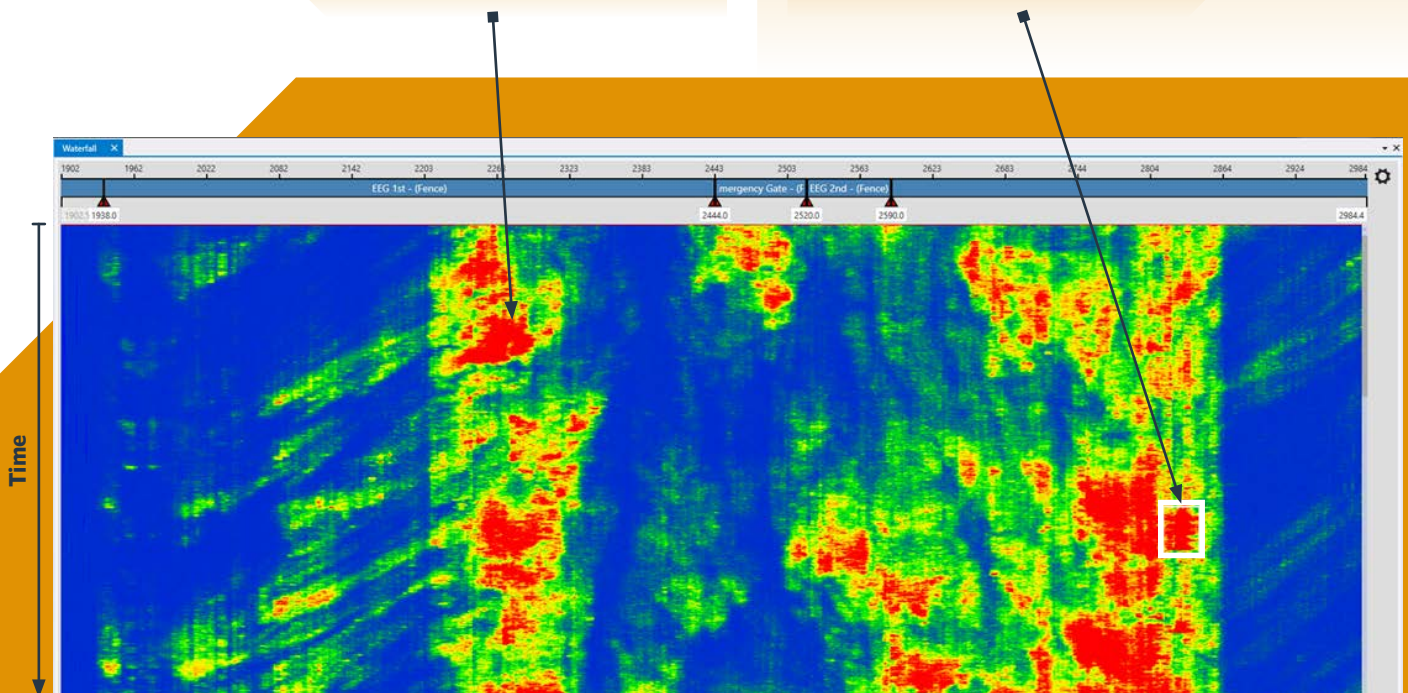 Waterfall X
1902 1962 2022 2082 2142 2203 2263 2323 2383 2443 2503 2563 2623 2683 2744 2804 2864 2924 2984
EEG 1st - (Fence) mergency Gate - (F EEG 2nd - (Fence)
1902.5 1938.0 2444.0 2520.0 2590.0 2984.4
Time